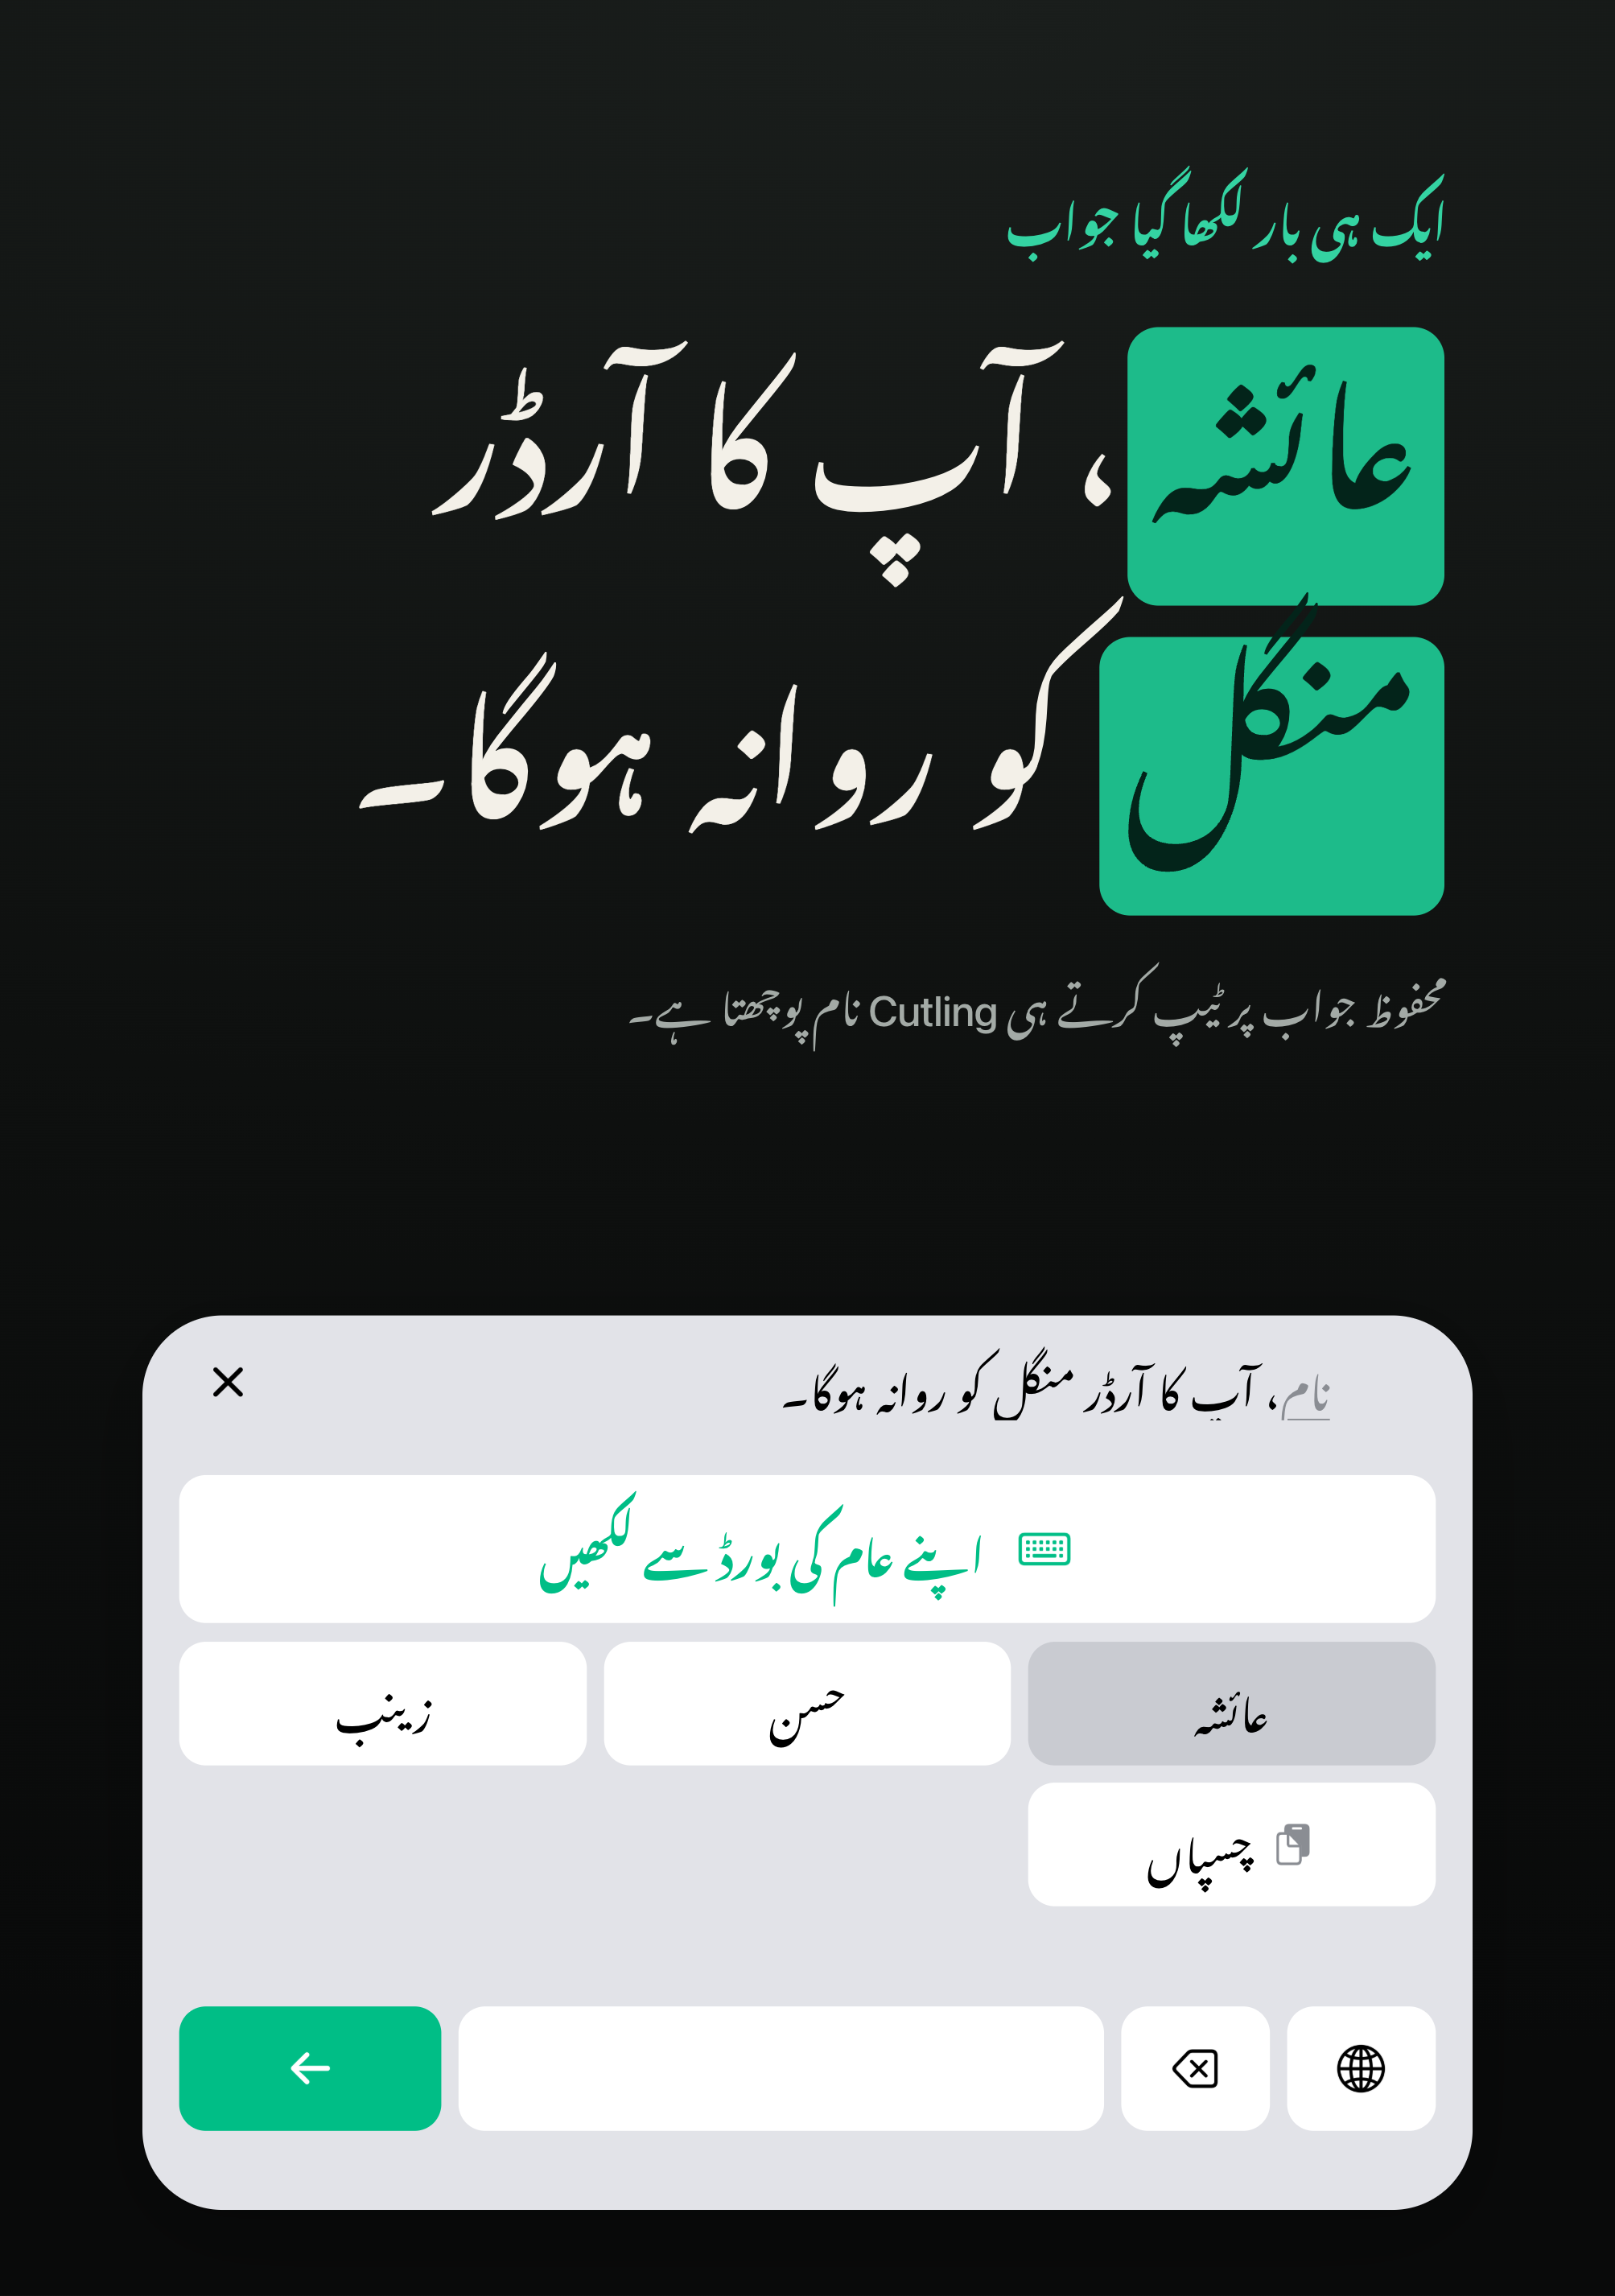 ایک ہی بار لکھا گیا جواب
عائشہ، آپ کا آرڈر
منگل کو روانہ ہوگا۔
محفوظ جواب پر ٹیپ کرتے ہی Cutling نام پوچھتا ہے۔
نام، آپ کا آرڈر منگل کو روانہ ہوگا۔
اپنے عام کی بورڈ سے لکھیں
عائشہ
حسن
زینب
چسپاں